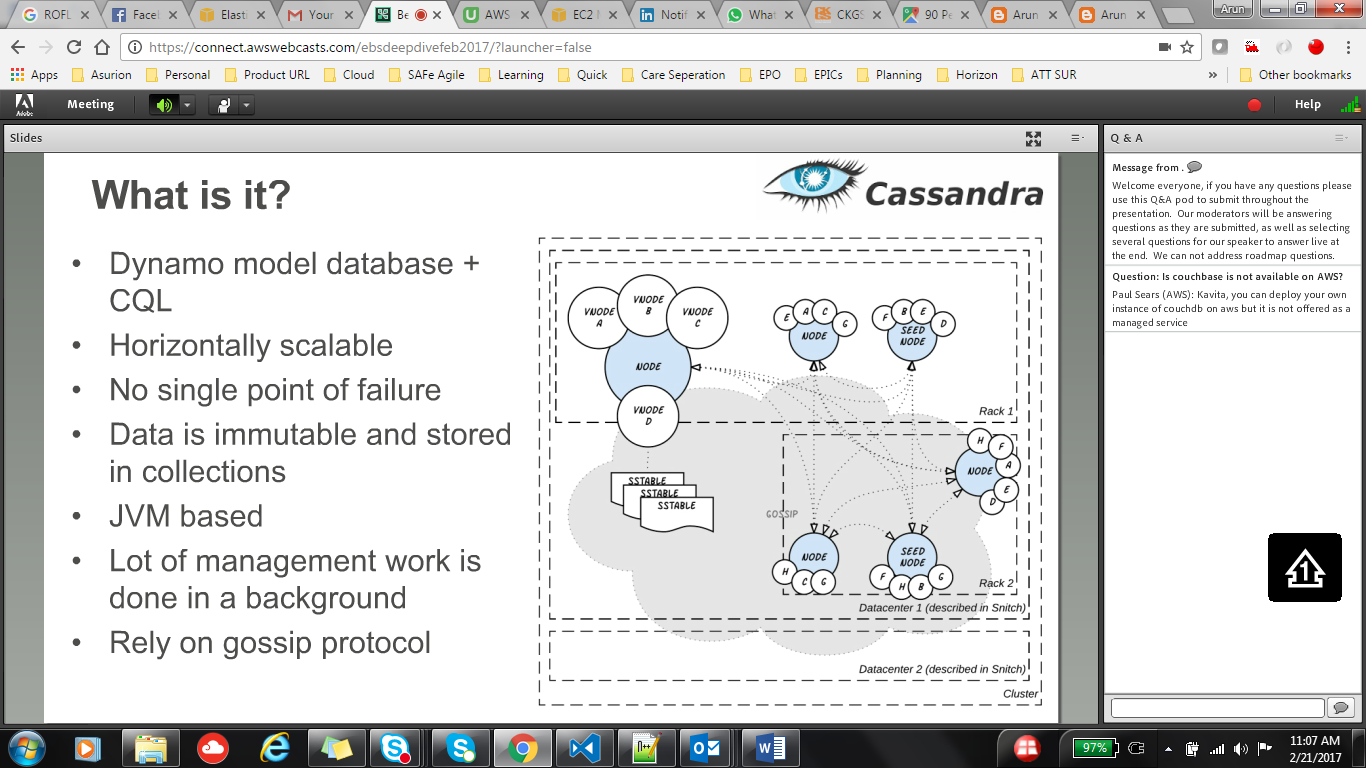 ROFL
Facel
Elasti
Your
Be
AWS
EC2
Notif
What
CKGS
90 Pe
Arun
Arun
Arun
https://connect.awswebcasts.com/ebsdeepdivefeb2017/?launcher=false
Apps Asurion Personal Product URL Cloud SAFe Agile Learning Quick Care Seperation EPO EPICs Planning Horizon ATT SUR » Other bookmarks
Adobe Meeting Help
Slides
What is it?
Cassandra
• Dynamo model database +
CQL
• Horizontally scalable
• No single point of failure
• Data is immutable and stored
in collections
• JVM based
• Lot of management work is
done in a background
• Rely on gossip protocol
VNODE
A
VNODE
B
VNODE
C
NODE
VNODE
D
SSTABLE
SSTABLE
SSTABLE
E A C G
NODE
F B E D
SEED
NODE
Rack 1
H F A E D
NODE
GOSSIP
NODE
H C G
SEED
NODE
F H B G
Rack 2
Datacenter 1 (described in Snitch)
Datacenter 2 (described in Snitch)
Cluster
Q & A
Message from .
Welcome everyone, if you have any questions please
use this Q&A pod to submit throughout the
presentation. Our moderators will be answering
questions as they are submitted, as well as selecting
several questions for our speaker to answer live at
the end. We can not address roadmap questions.
Question: Is couchbase is not available on AWS?
Paul Sears (AWS): Kavita, you can deploy your own
instance of couchdb on aws but it is not offered as a
managed service
1
97%
11:07 AM
2/21/2017